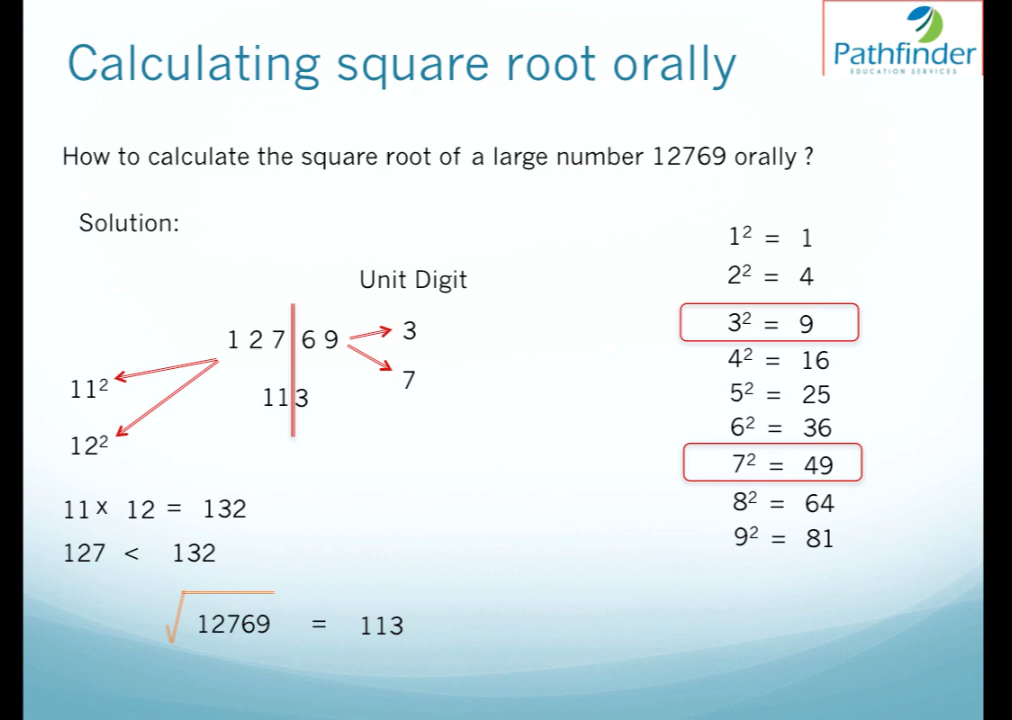 Calculating square root orally
Pathfinder
EDUCATION SERVICES
How to calculate the square root of a large number 12769 orally ?
Solution:
Unit Digit
1 2 7 6 9
3
7
11²
12²
113
11 x 12 = 132
127 < 132
√12769 = 113
1² = 1
2² = 4
3² = 9
4² = 16
5² = 25
6² = 36
7² = 49
8² = 64
9² = 81